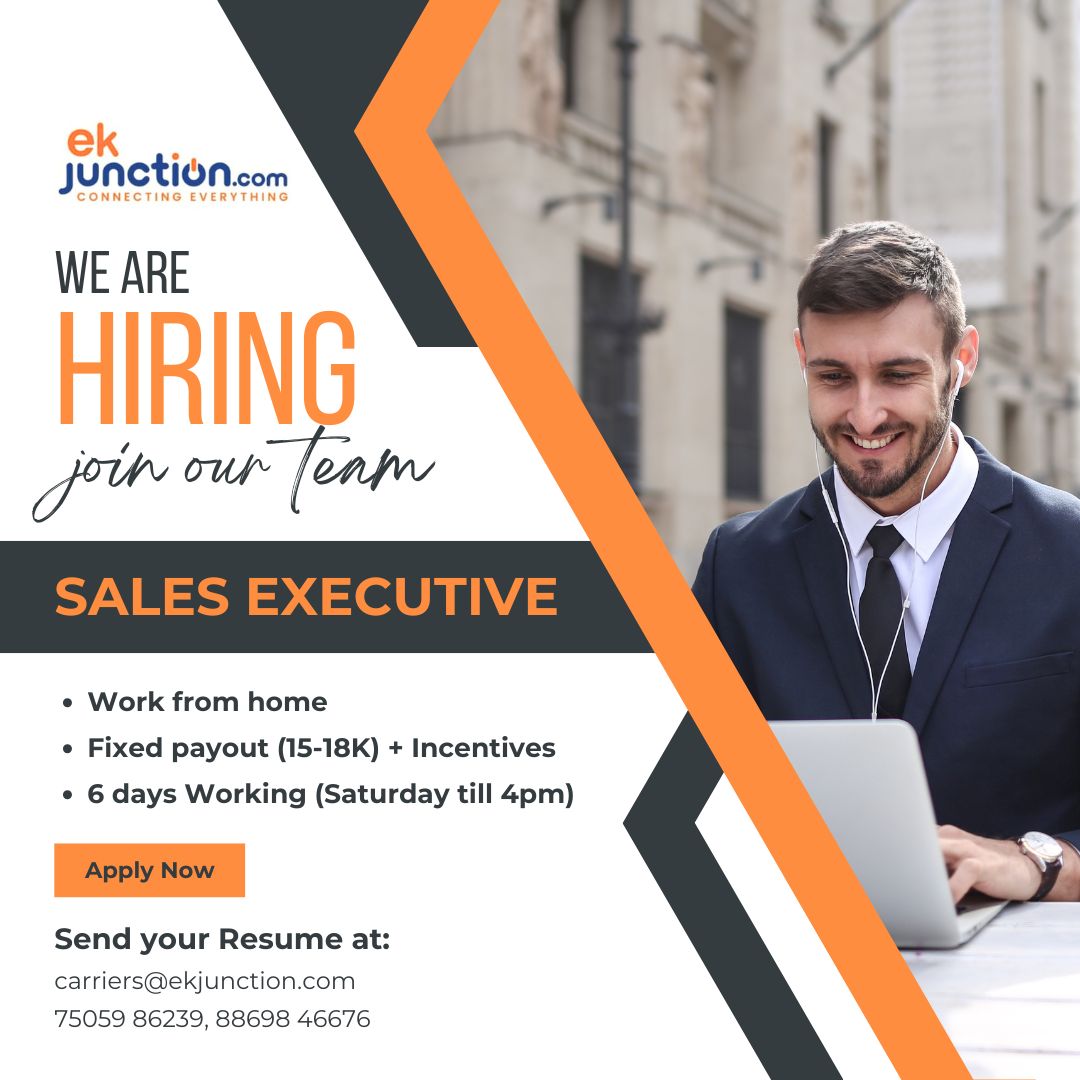 ek
junction.com
CONNECTING EVERYTHING
WE ARE
HIRING
join our team
SALES EXECUTIVE
• Work from home
• Fixed payout (15-18K) + Incentives
• 6 days Working (Saturday till 4pm)
Apply Now
Send your Resume at:
carriers@ekjunction.com
75059 86239, 88698 46676